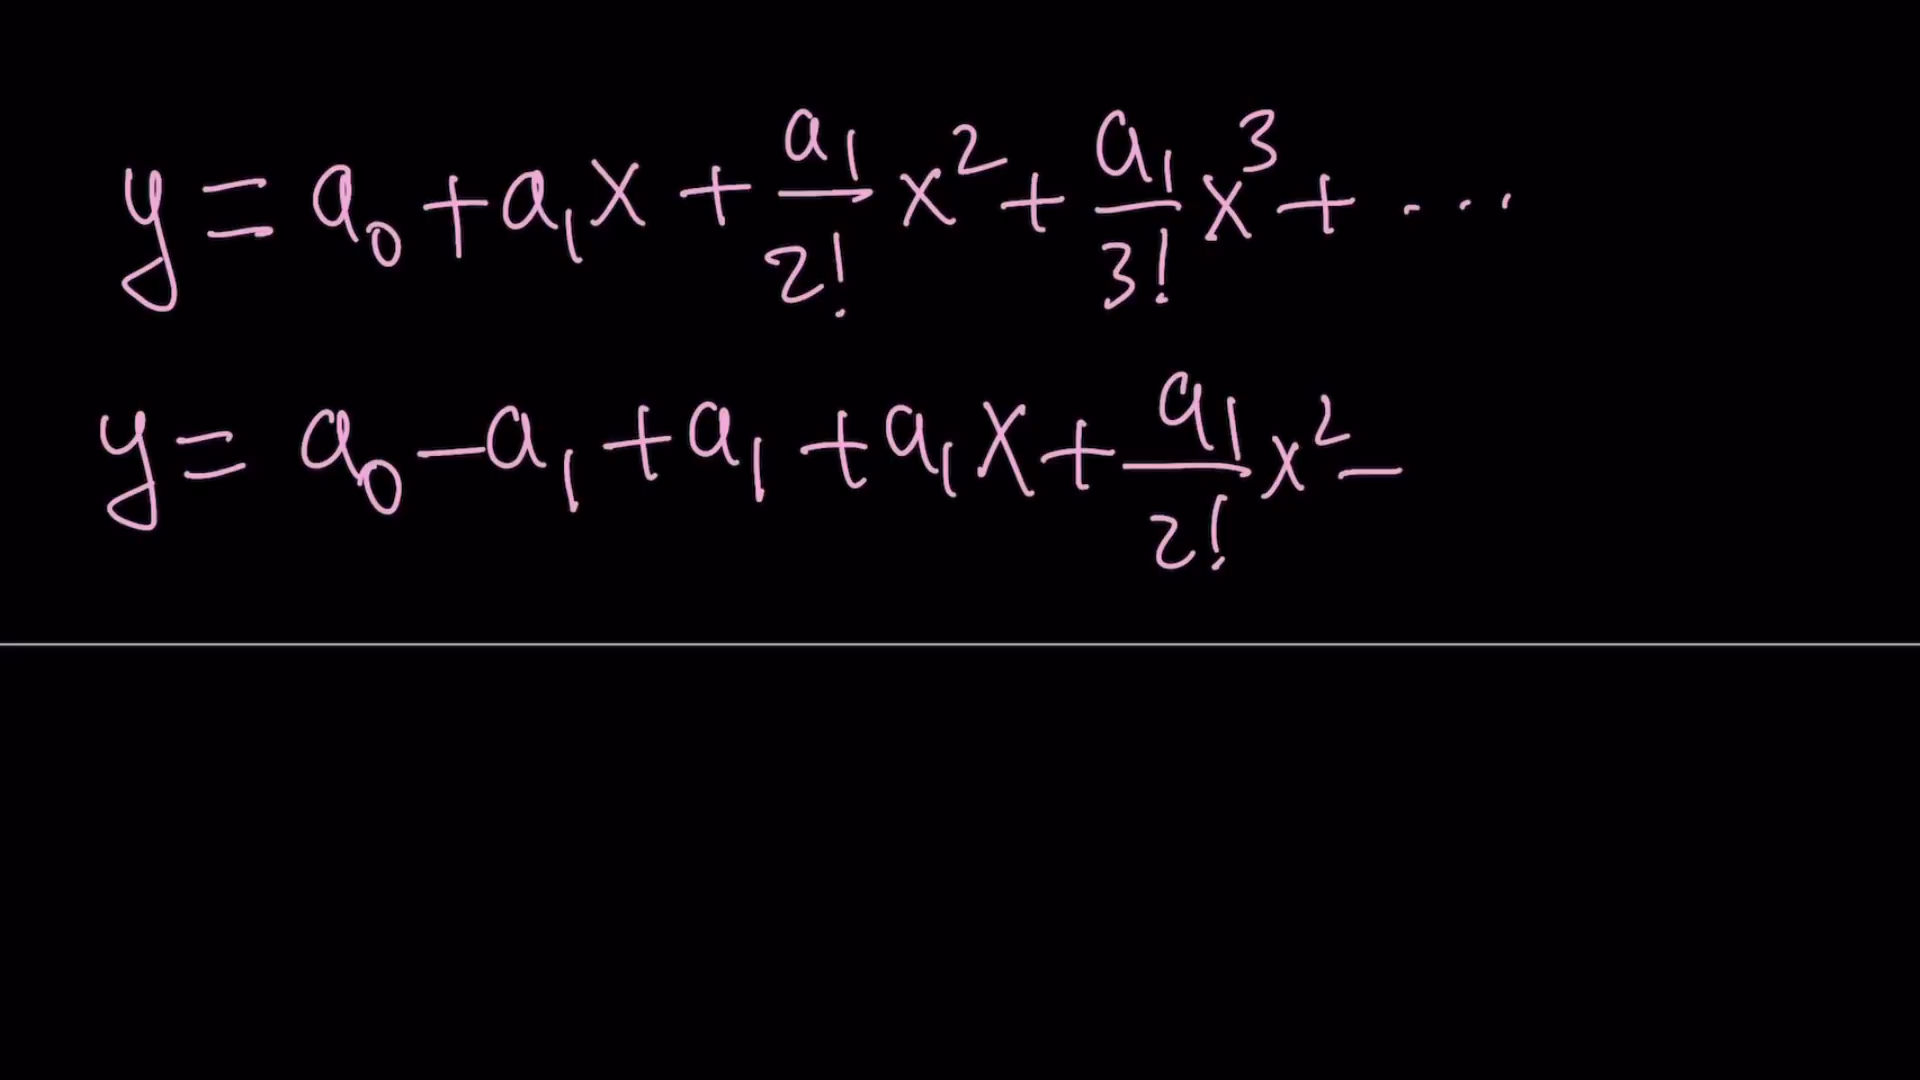 y = a₀ + a₁x + a₁/2! x² + a₁/3! x³ + ...
y = a₀ - a₁ + a₁ + a₁x + a₁/2! x² -